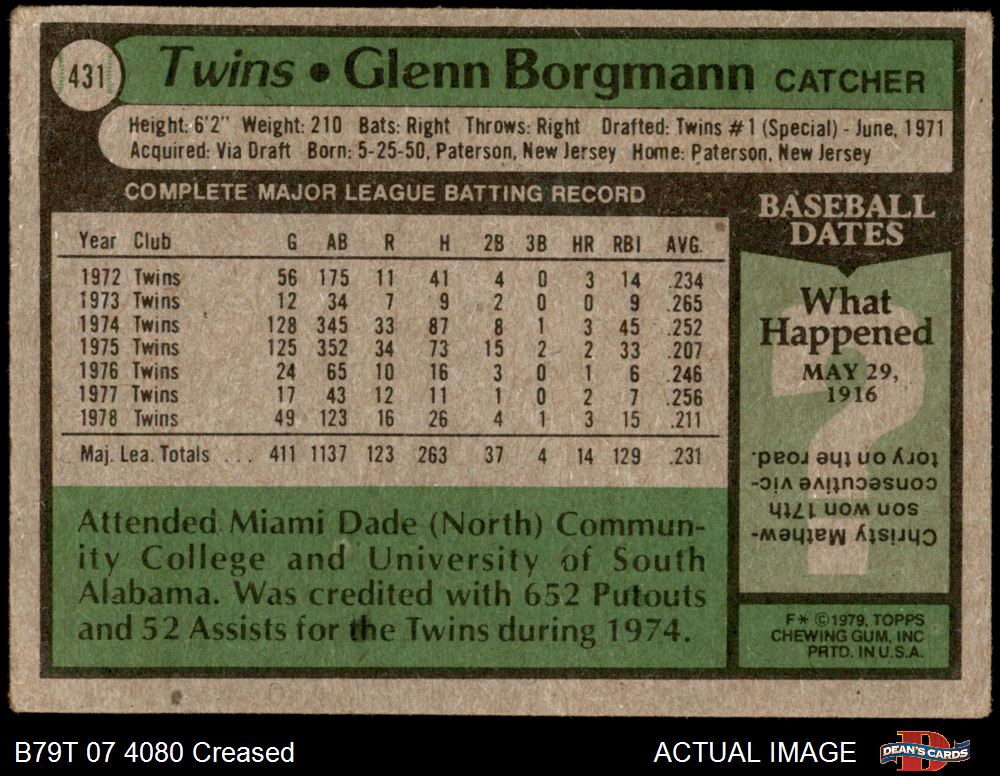 431
Twins • Glenn Borgmann CATCHER
Height: 6'2" Weight: 210 Bats: Right Throws: Right Drafted: Twins #1 (Special) - June, 1971
Acquired: Via Draft Born: 5-25-50, Paterson, New Jersey Home: Paterson, New Jersey
COMPLETE MAJOR LEAGUE BATTING RECORD
Year Club G AB R H 2B 3B HR RBI AVG.
1972 Twins 56 175 11 41 4 0 3 14 .234
1973 Twins 12 34 7 9 2 0 0 9 .265
1974 Twins 128 345 33 87 8 1 3 45 .252
1975 Twins 125 352 34 73 15 2 2 33 .207
1976 Twins 24 65 10 16 3 0 1 6 .246
1977 Twins 17 43 12 11 1 0 2 7 .256
1978 Twins 49 123 16 26 4 1 3 15 .211
Maj. Lea. Totals ... 411 1137 123 263 37 4 14 129 .231
Attended Miami Dade (North) Commun-
ity College and University of South
Alabama. Was credited with 652 Putouts
and 52 Assists for the Twins during 1974.
BASEBALL
DATES
What
Happened
MAY 29,
1916
?
Christy Mathew-
son won 17th
consecutive vic-
tory on the road.
F* ©1979, TOPPS
CHEWING GUM, INC
PRTD. IN U.S.A.
B79T 07 4080 Creased
ACTUAL IMAGE
D
DEAN'S CARDS